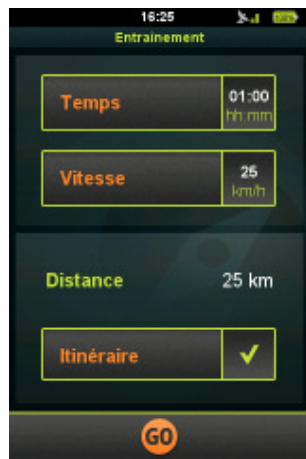 16:25
Entrainement
Temps
01:00
hh:mm
Vitesse
25
km/h
Distance
25 km
Itinéraire
GO